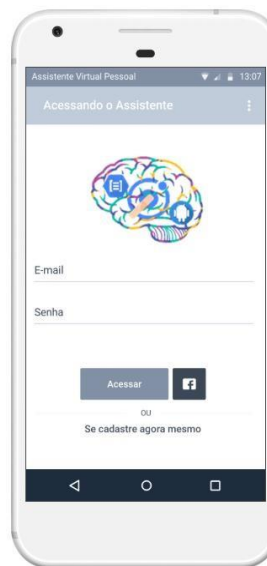 Assistente Virtual Pessoal 13:07
Acessando o Assistente
E-mail
Senha
Acessar
OU
Se cadastre agora mesmo